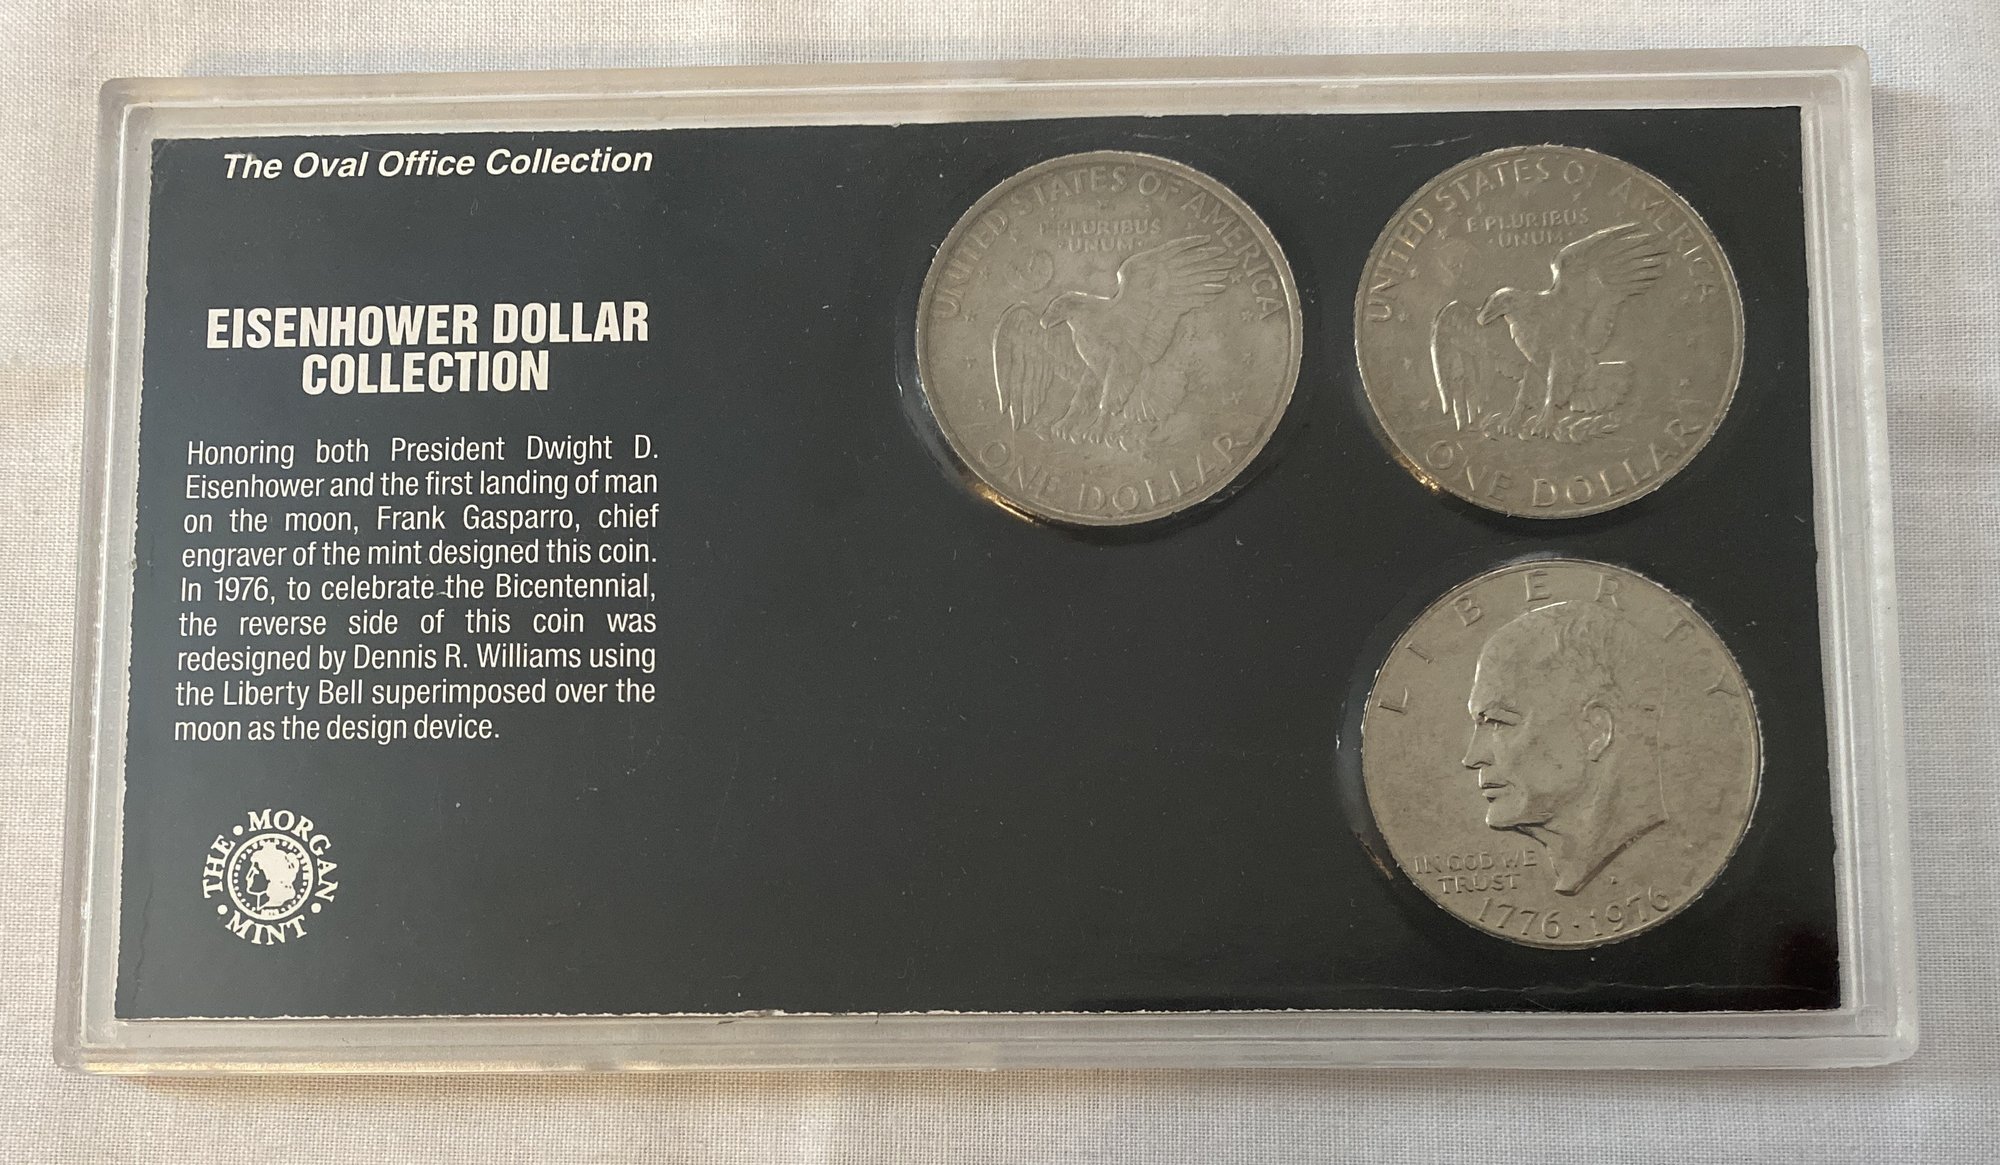 The Oval Office Collection
EISENHOWER DOLLAR
COLLECTION
Honoring both President Dwight D.
Eisenhower and the first landing of man
on the moon, Frank Gasparro, chief
engraver of the mint designed this coin.
In 1976, to celebrate the Bicentennial,
the reverse side of this coin was
redesigned by Dennis R. Williams using
the Liberty Bell superimposed over the
moon as the design device.
THE • MORGAN • MINT •
UNITED STATES OF AMERICA
E PLURIBUS
·UNUM·
ONE DOLLAR
UNITED STATES OF AMERICA
E PLURIBUS
·UNUM·
ONE DOLLAR
LIBERTY
IN GOD WE
TRUST
1776·1976